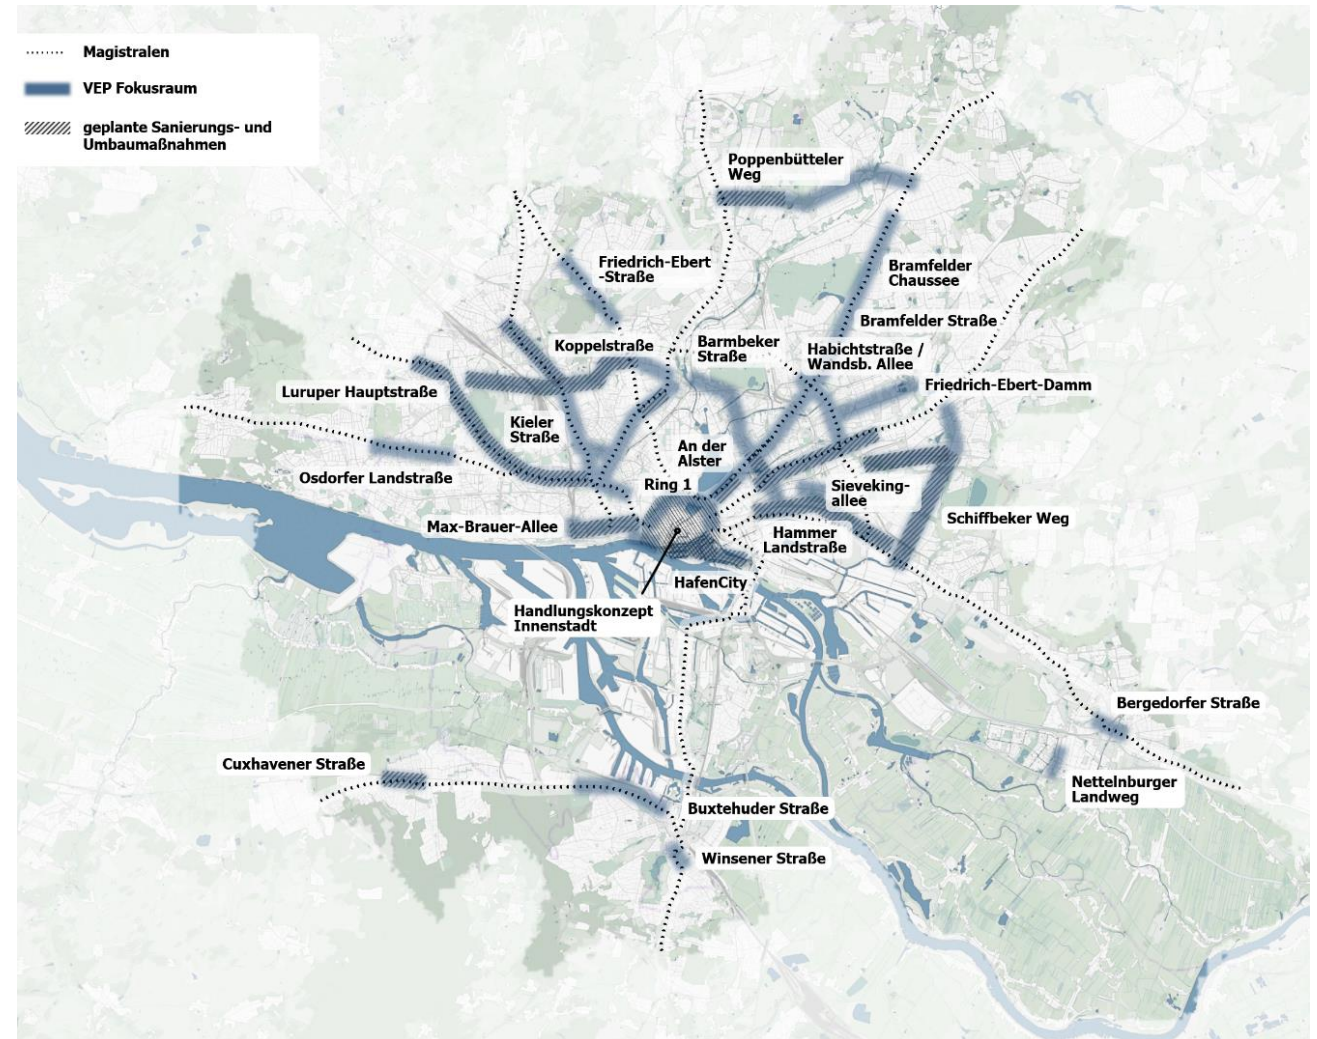 Magistralen
VEP Fokusraum
geplante Sanierungs- und
Umbaumaßnahmen
Poppenbütteler
Weg
Friedrich-Ebert
-Straße
Bramfelder
Chaussee
Bramfelder Straße
Koppelstraße
Barmbeker
Straße
Habichtstraße /
Wandsb. Allee
Friedrich-Ebert-Damm
Luruper Hauptstraße
Kieler
Straße
An der
Alster
Osdorfer Landstraße
Ring 1
Sieveking-
allee
Max-Brauer-Allee
Schiffbeker Weg
Hammer
Landstraße
HafenCity
Handlungskonzept
Innenstadt
Bergedorfer Straße
Cuxhavener Straße
Nettelnburger
Landweg
Buxtehuder Straße
Winsener Straße